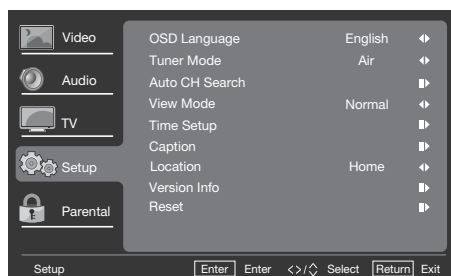 Video
Audio
TV
Setup
Parental
OSD Language English
Tuner Mode Air
Auto CH Search
View Mode Normal
Time Setup
Caption
Location Home
Version Info
Reset
Setup Enter Enter <>/ Select Return Exit